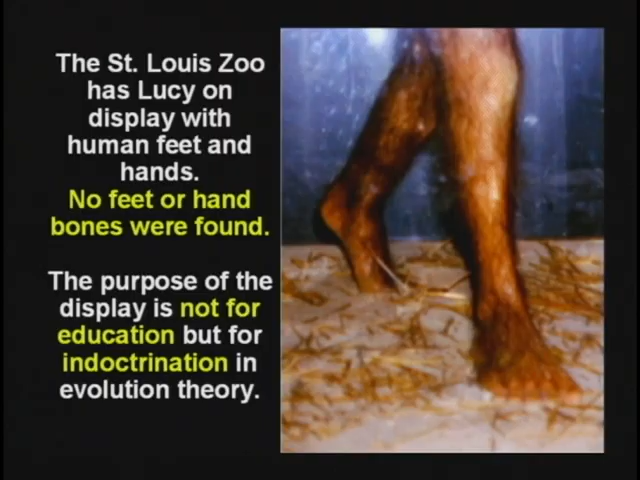 The St. Louis Zoo
has Lucy on
display with
human feet and
hands.
No feet or hand
bones were found.
The purpose of the
display is not for
education but for
indoctrination in
evolution theory.